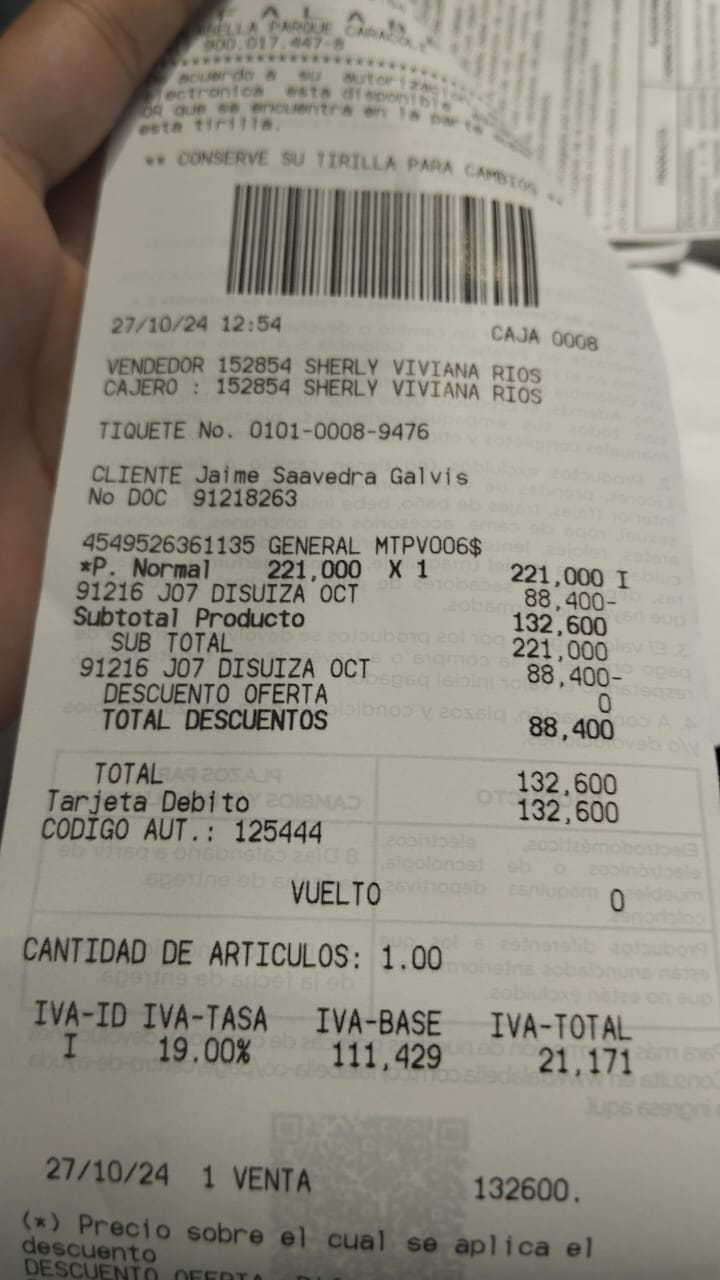 F A L A B
PARQUE CARACOLI
900.017.447-8
acuerdo a su autorización
electronica esta disponible
QR que se encuentra en la parte
esta tirilla.
** CONSERVE SU TIRILLA PARA CAMBIOS **
27/10/24 12:54 CAJA 0008
VENDEDOR 152854 SHERLY VIVIANA RIOS
CAJERO : 152854 SHERLY VIVIANA RIOS
TIQUETE No. 0101-0008-9476
CLIENTE Jaime Saavedra Galvis
No DOC 91218263
4549526361135 GENERAL MTPV006$
*P. Normal 221,000 X 1 221,000 I
91216 J07 DISUIZA OCT 88,400-
Subtotal Producto 132,600
SUB TOTAL 221,000
91216 J07 DISUIZA OCT 88,400-
DESCUENTO OFERTA 0
TOTAL DESCUENTOS 88,400
TOTAL 132,600
Tarjeta Debito 132,600
CODIGO AUT.: 125444
VUELTO 0
CANTIDAD DE ARTICULOS: 1.00
IVA-ID IVA-TASA IVA-BASE IVA-TOTAL
I 19.00% 111,429 21,171
27/10/24 1 VENTA 132600.
(*) Precio sobre el cual se aplica el
descuento
DESCUENTO OFERTA